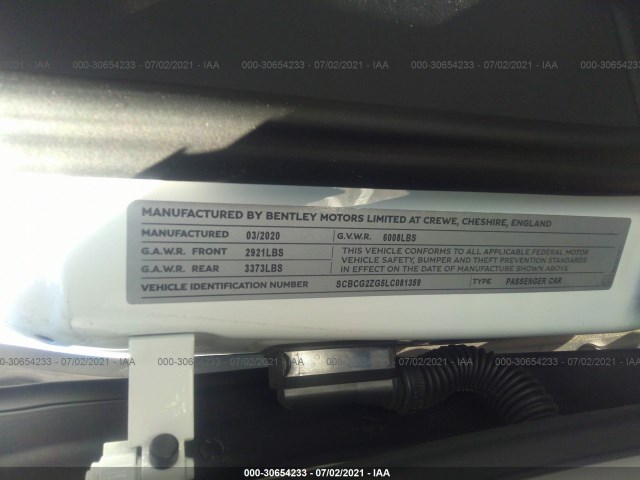 000-30654233 - 07/02/2021 - IAA 000-30654233 - 07/02/2021 - IAA 000-30654233 - 07/02/2021 - IAA
MANUFACTURED BY BENTLEY MOTORS LIMITED AT CREWE, CHESHIRE, ENGLAND
MANUFACTURED 03/2020 G.V.W.R. 6008LBS
G.A.W.R. FRONT 2921LBS
G.A.W.R. REAR 3373LBS
THIS VEHICLE CONFORMS TO ALL APPLICABLE FEDERAL MOTOR
VEHICLE SAFETY, BUMPER AND THEFT PREVENTION STANDARDS
IN EFFECT ON THE DATE OF MANUFACTURE SHOWN ABOVE.
VEHICLE IDENTIFICATION NUMBER SCBCG2ZG5LC081359 TYPE PASSENGER CAR
000-30654233 - 07/02/2021 - IAA 000-30654233 - 07/02/2021 - IAA 000-30654233 - 07/02/2021 - IAA
000-30654233 - 07/02/2021 - IAA